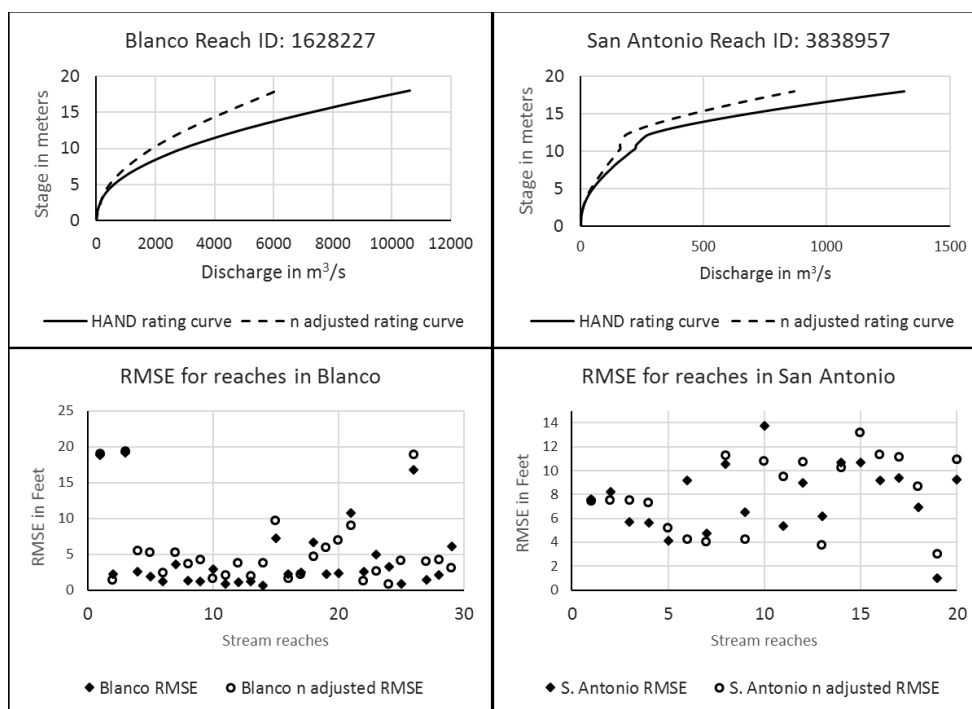 Blanco Reach ID: 1628227
Stage in meters
20
15
10
5
0
0 2000 4000 6000 8000 10000 12000
Discharge in m³/s
HAND rating curve n adjusted rating curve
San Antonio Reach ID: 3838957
Stage in meters
20
15
10
5
0
0 500 1000 1500
Discharge in m³/s
HAND rating curve n adjusted rating curve
RMSE for reaches in Blanco
RMSE in Feet
25
20
15
10
5
0
0 10 20 30
Stream reaches
Blanco RMSE Blanco n adjusted RMSE
RMSE for reaches in San Antonio
RMSE in Feet
14
12
10
8
6
4
2
0
0 5 10 15 20
Stream reaches
S. Antonio RMSE S. Antonio n adjusted RMSE